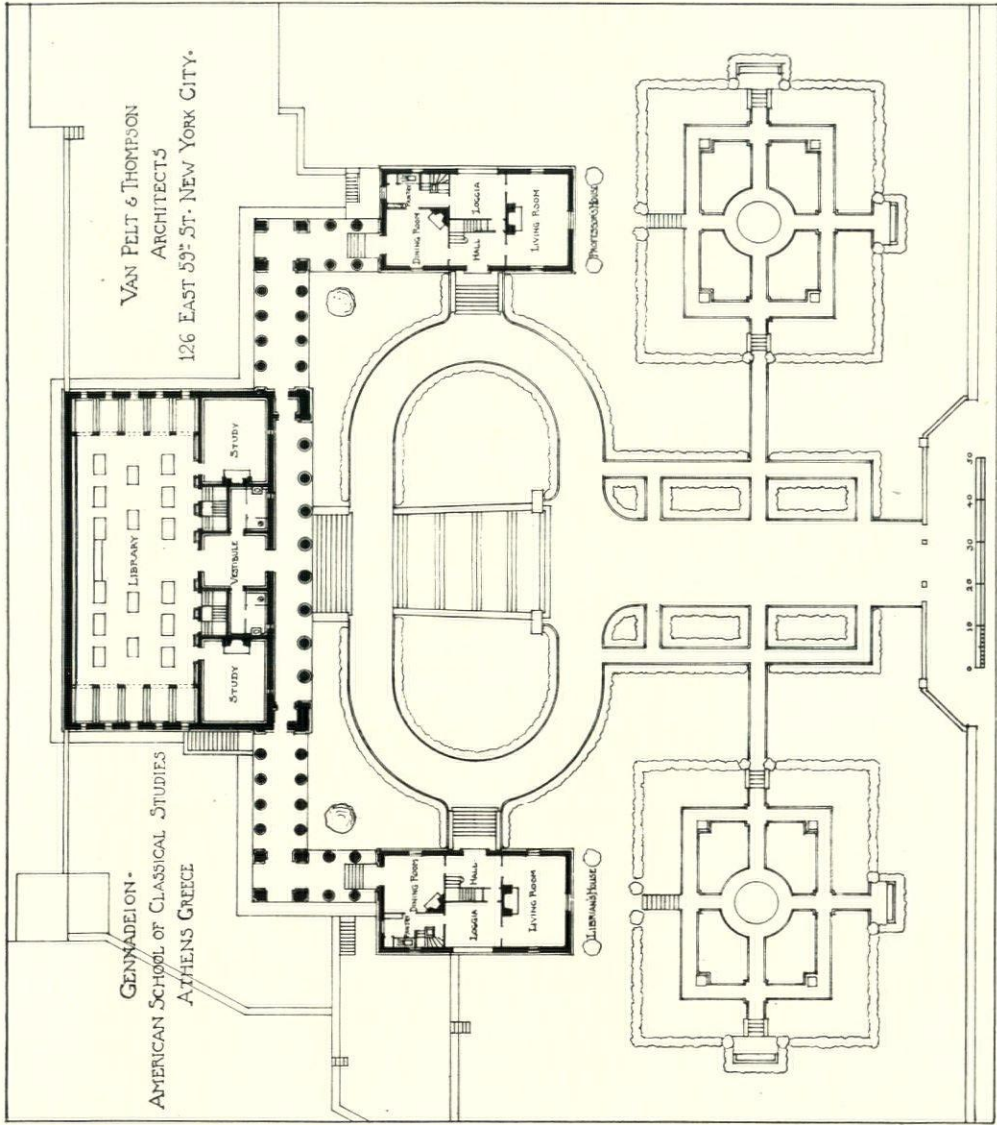 GENNADEION·
AMERICAN SCHOOL OF CLASSICAL STUDIES
ATHENS GREECE
VAN PELT & THOMPSON
ARCHITECTS
126 EAST 59TH ST· NEW YORK CITY·
LIBRARY
STUDY
VESTIBULE
STUDY
PANTRY
DINING ROOM
LOGGIA
HALL
LIVING ROOM
LIBRIANS HOUSE
PANTRY
DINING ROOM
HALL
LOGGIA
LIVING ROOM
PROFESSORS HOUSE
0 10 20 30 40 50